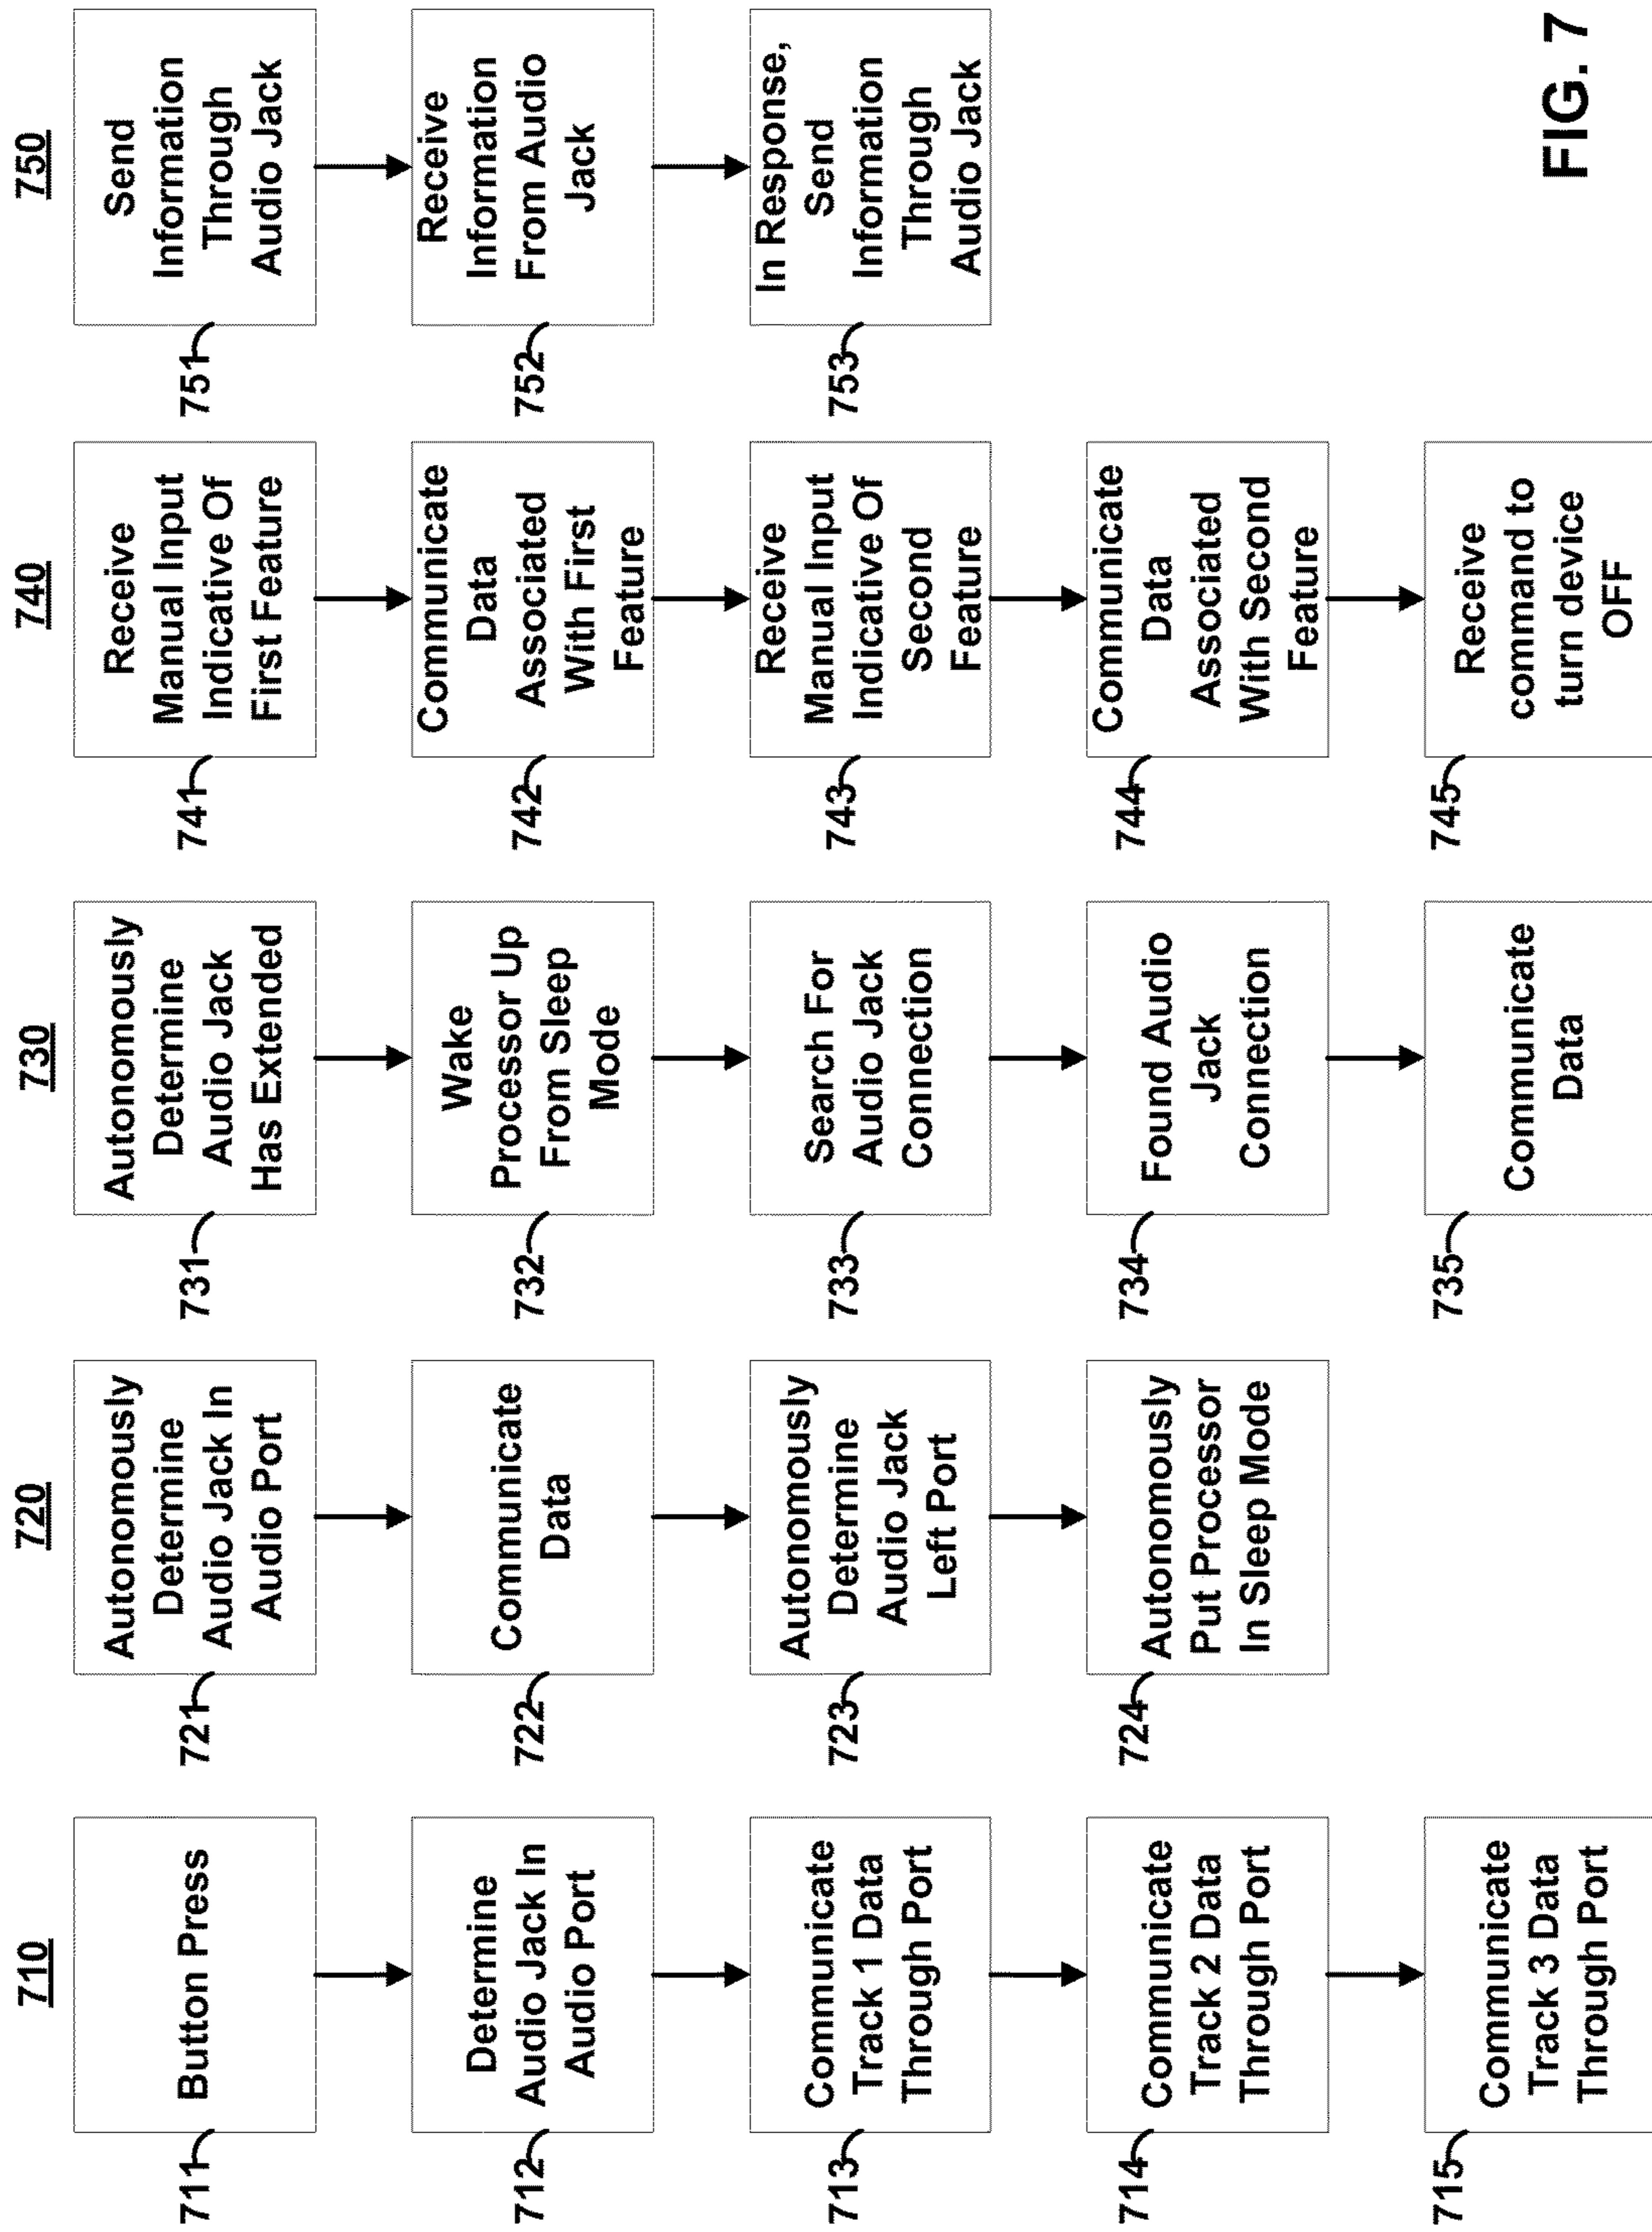 710
711
Button Press
712
Determine
Audio Jack In
Audio Port
713
Communicate
Track 1 Data
Through Port
714
Communicate
Track 2 Data
Through Port
715
Communicate
Track 3 Data
Through Port
720
721
Autonomously
Determine
Audio Jack In
Audio Port
722
Communicate
Data
723
Autonomously
Determine
Audio Jack
Left Port
724
Autonomously
Put Processor
In Sleep Mode
730
731
Autonomously
Determine
Audio Jack
Has Extended
732
Wake
Processor Up
From Sleep
Mode
733
Search For
Audio Jack
Connection
734
Found Audio
Jack
Connection
735
Communicate
Data
740
741
Receive
Manual Input
Indicative Of
First Feature
742
Communicate
Data
Associated
With First
Feature
743
Receive
Manual Input
Indicative Of
Second
Feature
744
Communicate
Data
Associated
With Second
Feature
745
Receive
command to
turn device
OFF
750
751
Send
Information
Through
Audio Jack
752
Receive
Information
From Audio
Jack
753
In Response,
Send
Information
Through
Audio Jack
FIG. 7